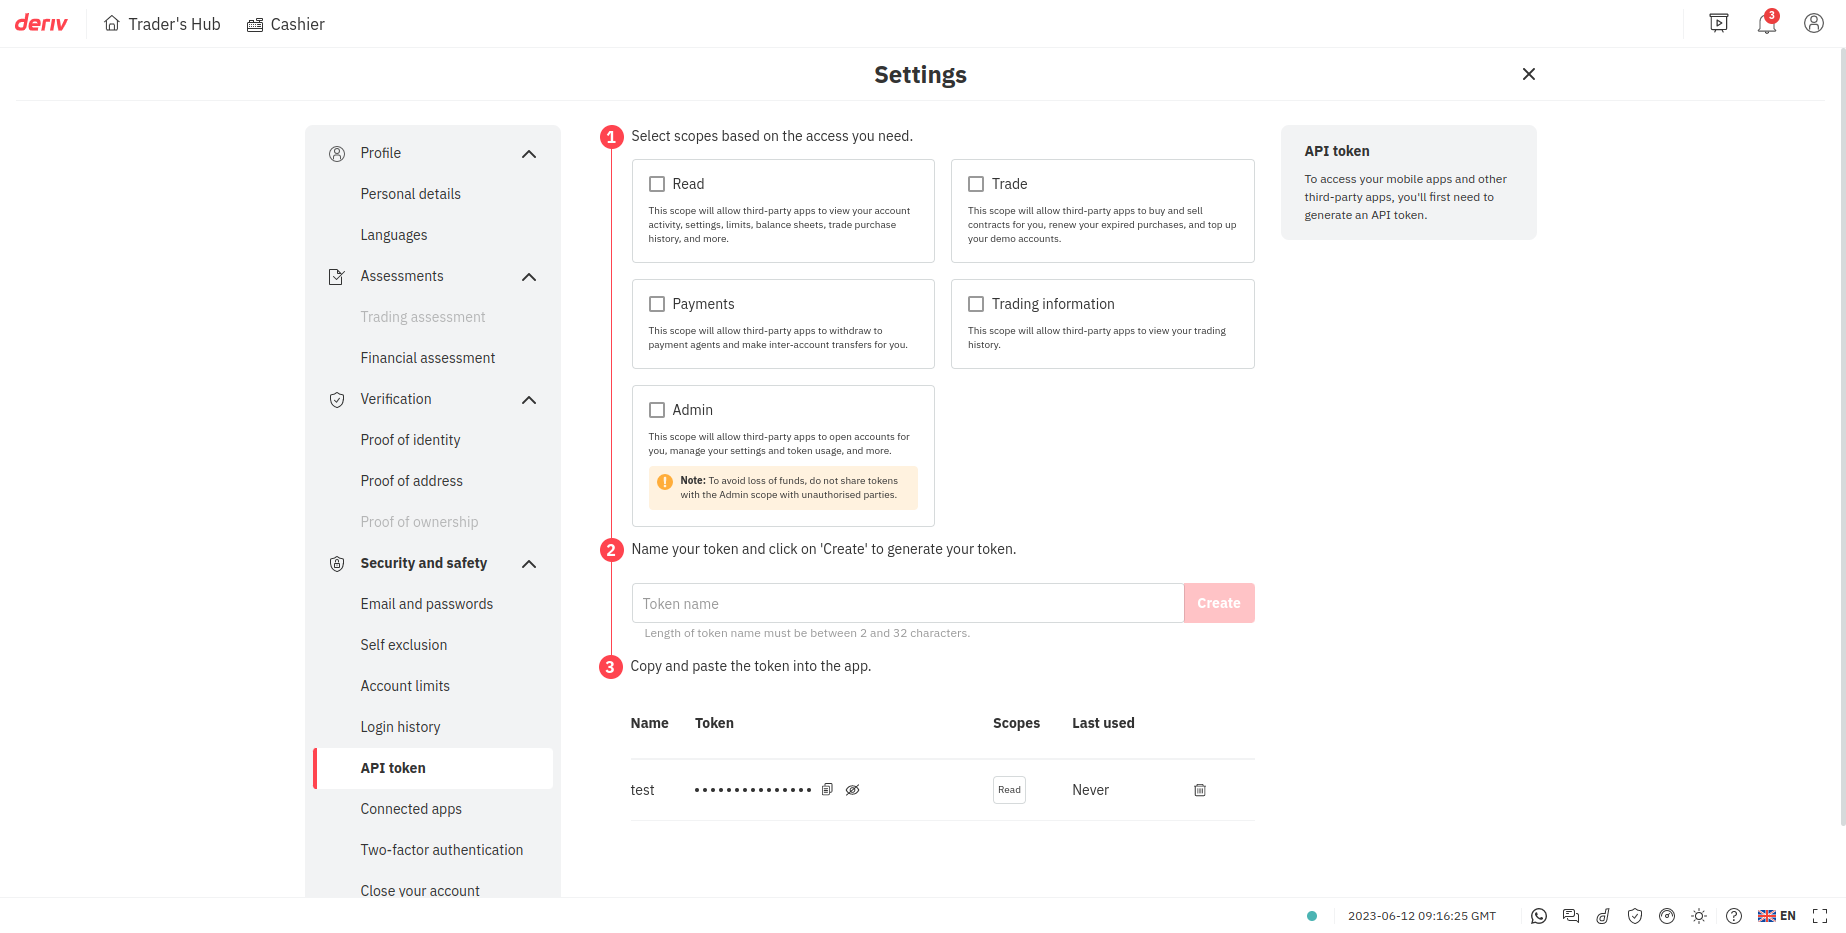 deriv
Trader's Hub
Cashier
3
Settings
Profile
Personal details
Languages
Assessments
Trading assessment
Financial assessment
Verification
Proof of identity
Proof of address
Proof of ownership
Security and safety
Email and passwords
Self exclusion
Account limits
Login history
API token
Connected apps
Two-factor authentication
Close your account
1 Select scopes based on the access you need.
Read
This scope will allow third-party apps to view your account
activity, settings, limits, balance sheets, trade purchase
history, and more.
Trade
This scope will allow third-party apps to buy and sell
contracts for you, renew your expired purchases, and top up
your demo accounts.
Payments
This scope will allow third-party apps to withdraw to
payment agents and make inter-account transfers for you.
Trading information
This scope will allow third-party apps to view your trading
history.
Admin
This scope will allow third-party apps to open accounts for
you, manage your settings and token usage, and more.
Note: To avoid loss of funds, do not share tokens
with the Admin scope with unauthorised parties.
2 Name your token and click on 'Create' to generate your token.
Token name
Create
Length of token name must be between 2 and 32 characters.
3 Copy and paste the token into the app.
Name Token Scopes Last used
test Read Never
API token
To access your mobile apps and other
third-party apps, you'll first need to
generate an API token.
2023-06-12 09:16:25 GMT
EN